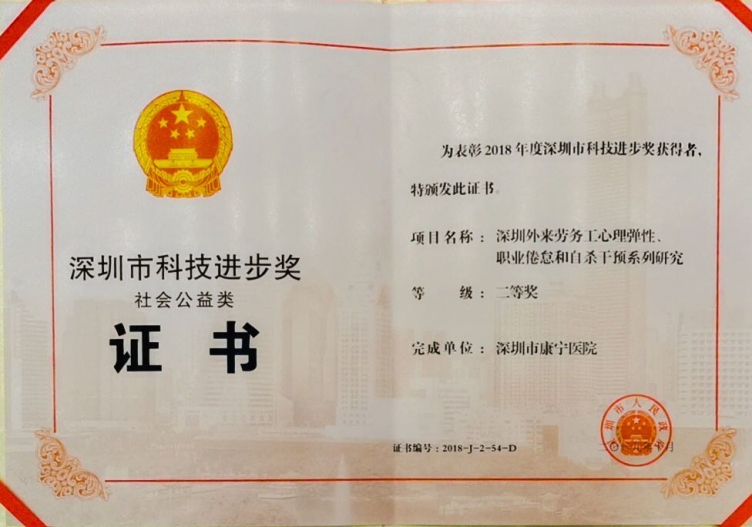 深圳市科技进步奖
社会公益类
证书
为表彰2018年度深圳市科技进步奖获得者，
特颁发此证书。
项目名称：深圳外来劳务工心理弹性、
职业倦怠和自杀干预系列研究
等级：二等奖
完成单位：深圳市康宁医院
证书编号：2018-J-2-54-D